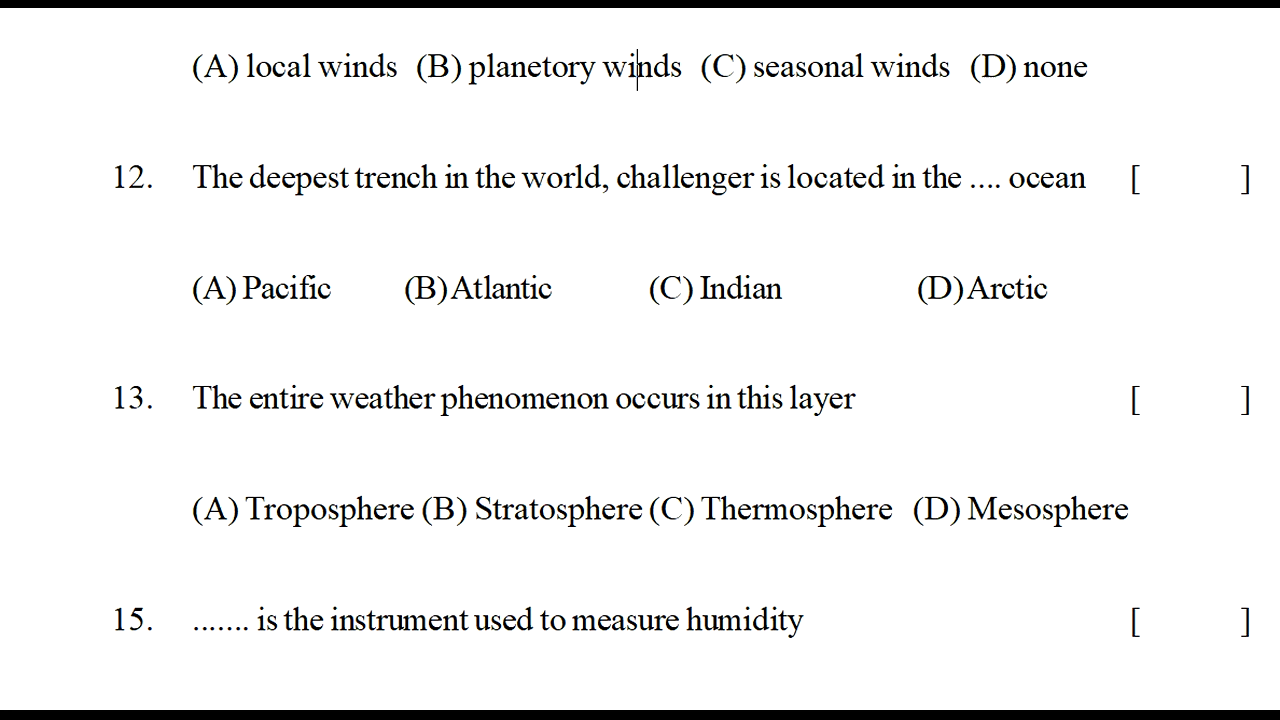 (A) local winds (B) planetory winds (C) seasonal winds (D) none
12. The deepest trench in the world, challenger is located in the .... ocean [ ]
(A) Pacific (B) Atlantic (C) Indian (D) Arctic
13. The entire weather phenomenon occurs in this layer [ ]
(A) Troposphere (B) Stratosphere (C) Thermosphere (D) Mesosphere
15. ....... is the instrument used to measure humidity [ ]